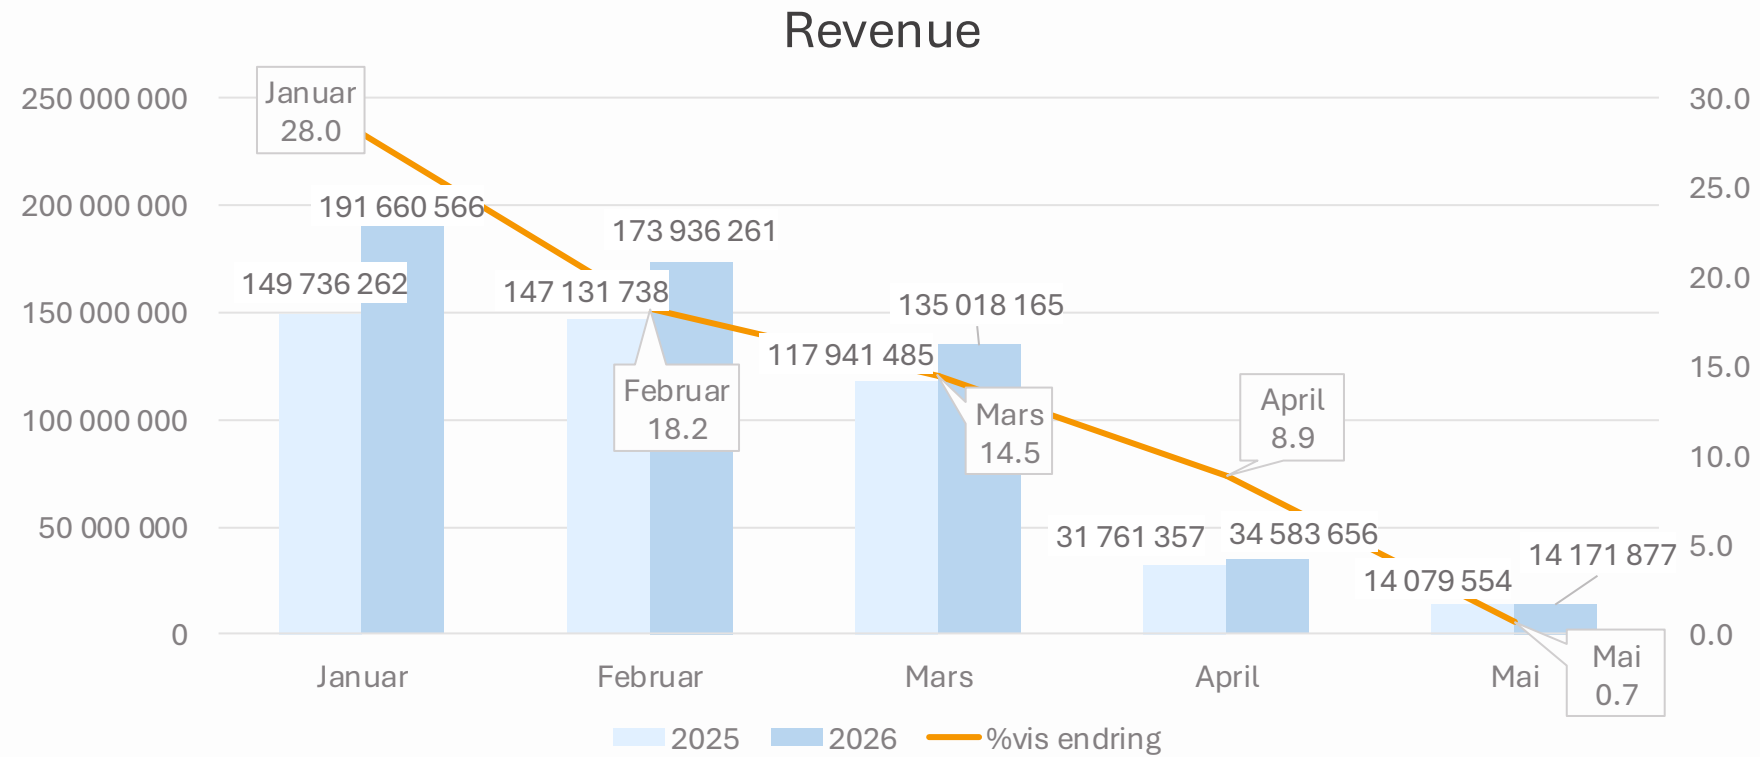 Revenue
250 000 000
200 000 000
150 000 000
100 000 000
50 000 000
0
30.0
25.0
20.0
15.0
10.0
5.0
0.0
Januar
28.0
191 660 566
149 736 262
173 936 261
147 131 738
Februar
18.2
135 018 165
117 941 485
Mars
14.5
April
8.9
31 761 357
34 583 656
14 079 554
14 171 877
Mai
0.7
Januar
Februar
Mars
April
Mai
2025
2026
%vis endring